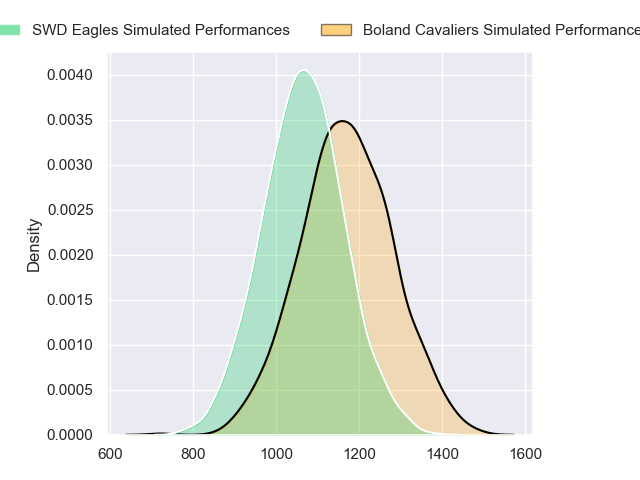 SWD Eagles Simulated Performances
Boland Cavaliers Simulated Performance
0.0040
0.0035
0.0030
0.0025
0.0020
0.0015
0.0010
0.0005
0.0000
Density
600 800 1000 1200 1400 1600